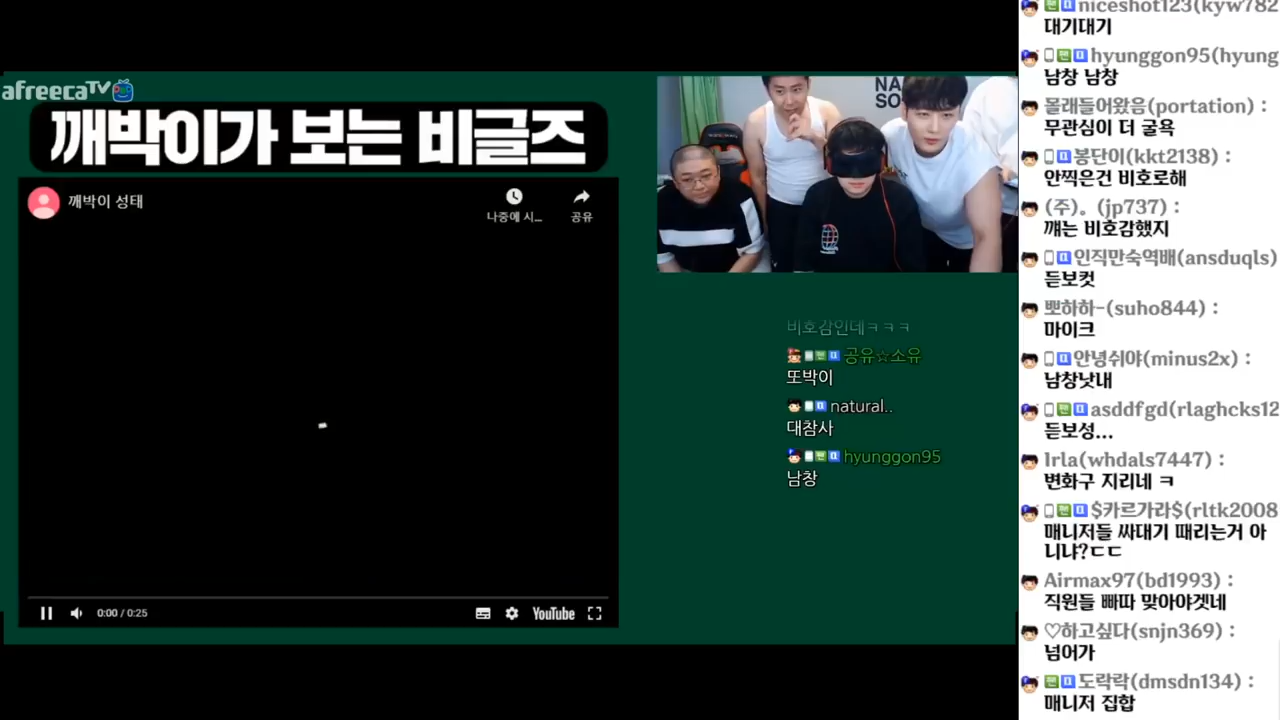 afreecaTV
깨박이가 보는 비글즈
깨박이 성태
나중에 시...
공유
0:00 / 0:25
YouTube
NA
SO
비호감인데ㅋㅋㅋ
공유☆소유
또박이
natural..
대참사
hyunggon95
남창
niceshot123(kyw782
대기대기
hyunggon95(hyung
남창 남창
몰래들어왔음(portation) :
무관심이 더 굴욕
봉단이(kkt2138) :
안찍은건 비호로해
(주)。(jp737) :
꺠는 비호감했지
인직만숙역배(ansduqls)
듣보컷
뽀하하-(suho844) :
마이크
안녕쉬야(minus2x) :
남창낫내
asddfgd(rlaghcks12
듣보성...
Irla(whdals7447) :
변화구 지리네 ㅋ
$카르가라$(rltk2008
매니저들 싸대기 때리는거 아
니냐?ㄷㄷ
Airmax97(bd1993) :
직원들 빠따 맞아야겟네
♡하고싶다(snjn369) :
넘어가
도락락(dmsdn134) :
매니저 집합